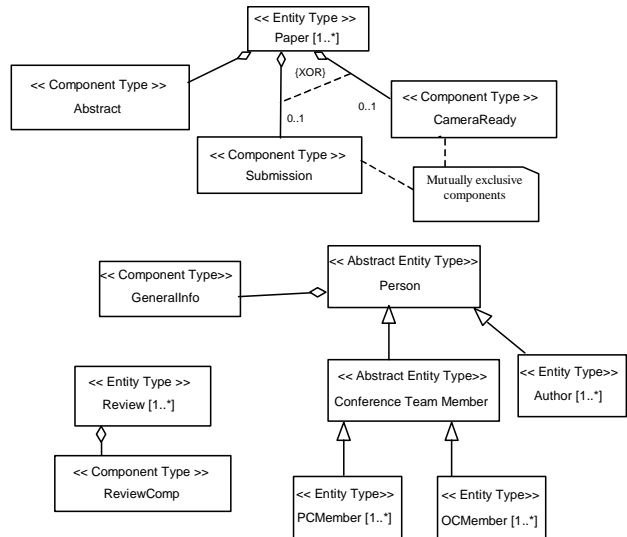 << Entity Type >>
Paper [1..*]
<< Component Type >>
Abstract
{XOR}
0..1
0..1
<< Component Type >>
CameraReady
<< Component Type >>
Submission
Mutually exclusive
components
<< Component Type>>
GeneralInfo
<< Abstract Entity Type>>
Person
<< Entity Type >>
Review [1..*]
<< Abstract Entity Type>>
Conference Team Member
<< Entity Type>>
Author [1..*]
<< Component Type >>
ReviewComp
<< Entity Type>>
PCMember [1..*]
<< Entity Type>>
OCMember [1..*]